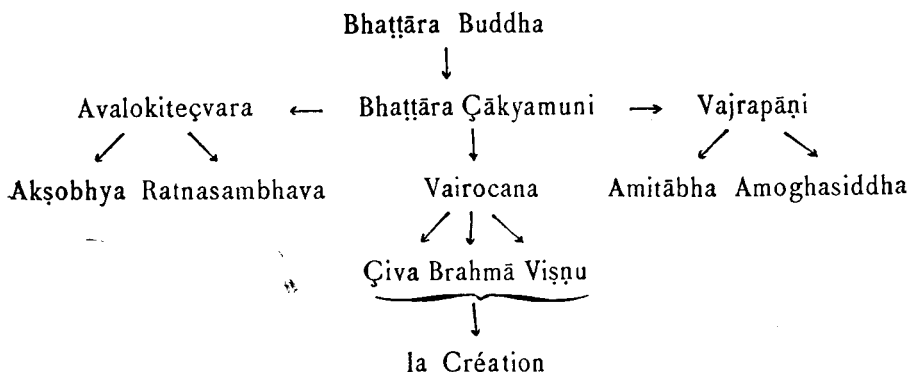 Bhaṭṭāra Buddha
Avalokiteçvara ← Bhaṭṭāra Çākyamuni → Vajrapāṇi
Akṣobhya Ratnasambhava Vairocana Amitābha Amoghasiddha
Çiva Brahmā Viṣṇu
la Création